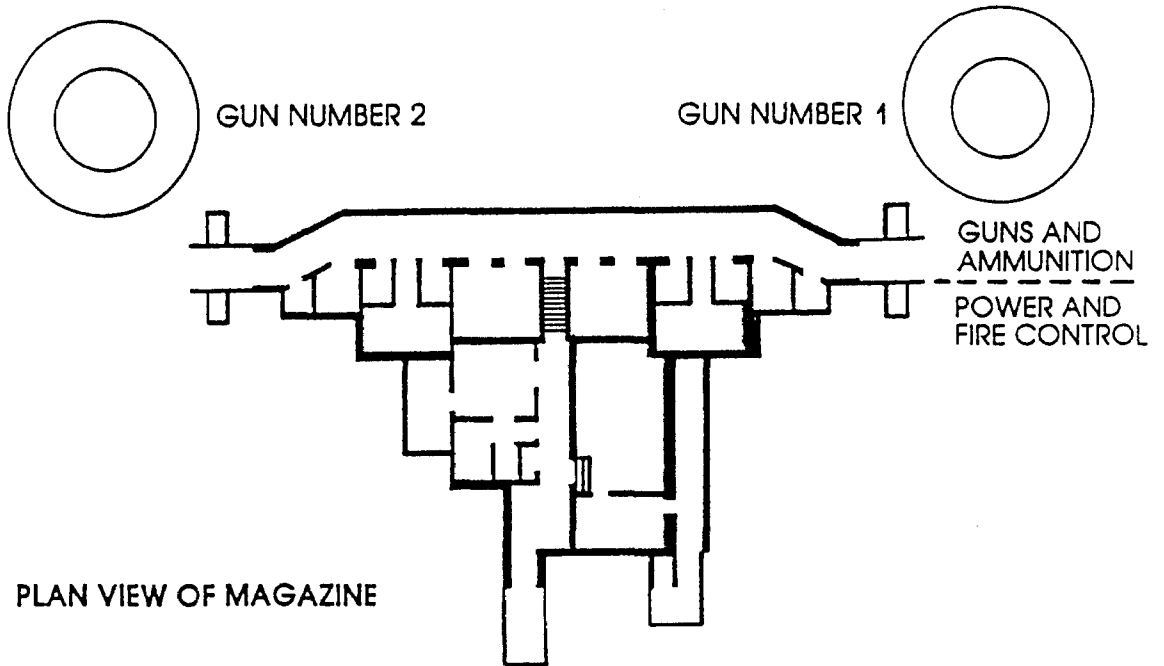 GUN NUMBER 2
GUN NUMBER 1
GUNS AND
AMMUNITION
POWER AND
FIRE CONTROL
PLAN VIEW OF MAGAZINE